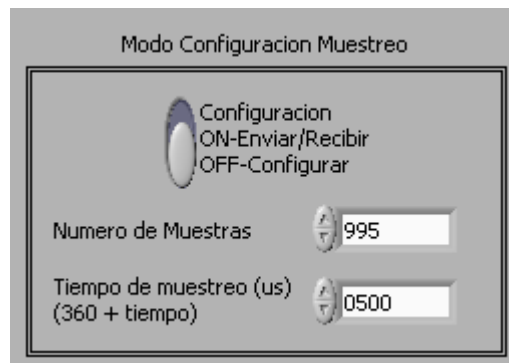 Modo Configuracion Muestreo
Configuracion
ON-Enviar/Recibir
OFF-Configurar
Numero de Muestras 995
Tiempo de muestreo (us)
(360 + tiempo) 0500